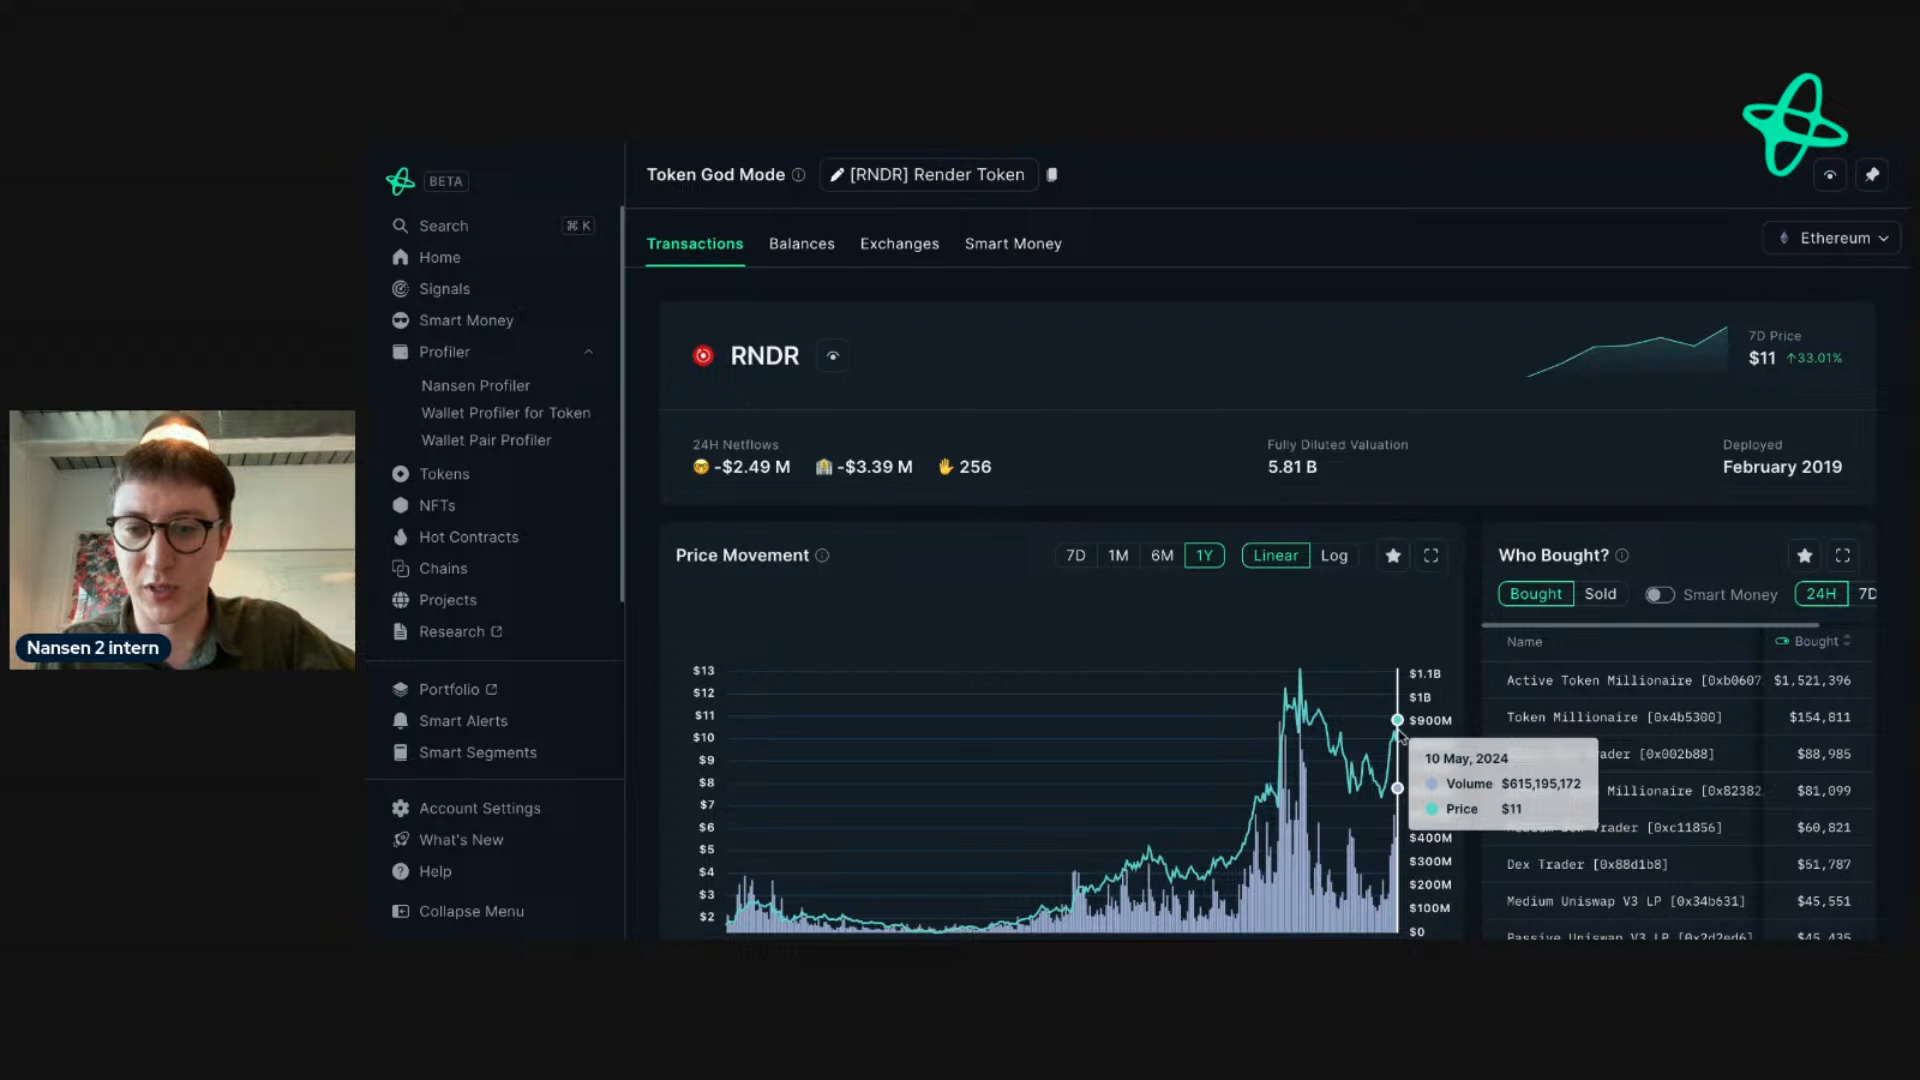 BETA
Search
⌘ K
Home
Signals
Smart Money
Profiler
Nansen Profiler
Wallet Profiler for Token
Wallet Pair Profiler
Tokens
NFTs
Hot Contracts
Chains
Projects
Research
Portfolio
Smart Alerts
Smart Segments
Account Settings
What's New
Help
Collapse Menu
Nansen 2 intern
Token God Mode
[RNDR] Render Token
Transactions Balances Exchanges Smart Money
Ethereum
RNDR
7D Price
$11 ↑33.01%
24H Netflows
-$2.49 M -$3.39 M 256
Fully Diluted Valuation
5.81 B
Deployed
February 2019
Price Movement
7D 1M 6M 1Y Linear Log
$13
$12
$11
$10
$9
$8
$7
$6
$5
$4
$3
$2
$1.1B
$1B
$900M
$400M
$300M
$200M
$100M
$0
10 May, 2024
Volume $615,195,172
Price $11
Who Bought?
Bought Sold Smart Money 24H 7D
Name Bought
Active Token Millionaire [0xb0607 $1,521,396
Token Millionaire [0x4b5300] $154,811
ader [0x002b88] $88,985
Millionaire [0x82382 $81,099
Trader [0xc11856] $60,821
Dex Trader [0x88d1b8] $51,787
Medium Uniswap V3 LP [0x34b631] $45,551
Passive Uniswap V3 LP [0x2d2ed6] $45,435